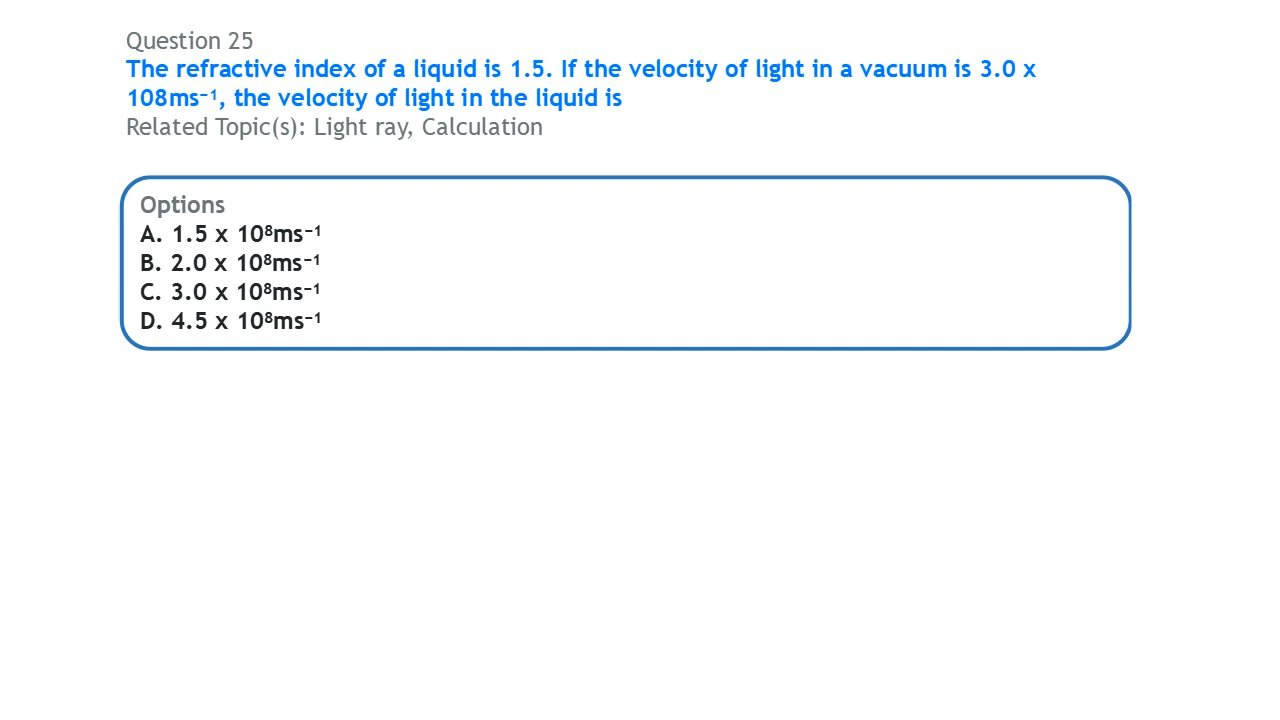 Question 25
The refractive index of a liquid is 1.5. If the velocity of light in a vacuum is 3.0 x
108ms⁻¹, the velocity of light in the liquid is
Related Topic(s): Light ray, Calculation
Options
A. 1.5 x 10⁸ms⁻¹
B. 2.0 x 10⁸ms⁻¹
C. 3.0 x 10⁸ms⁻¹
D. 4.5 x 10⁸ms⁻¹